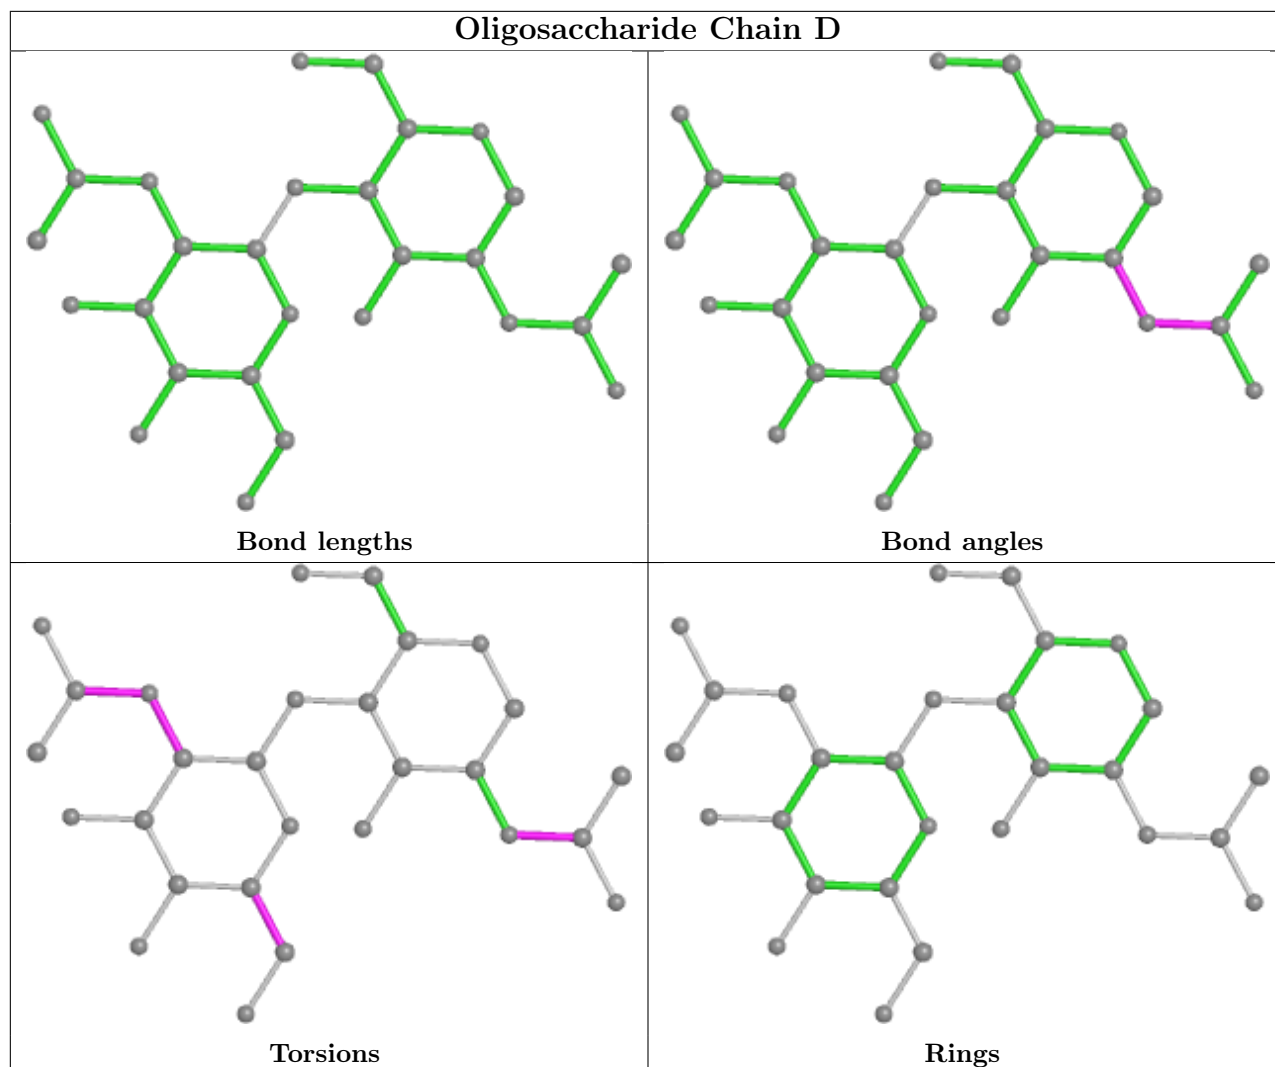 Oligosaccharide Chain D
Bond lengths
Bond angles
Torsions
Rings